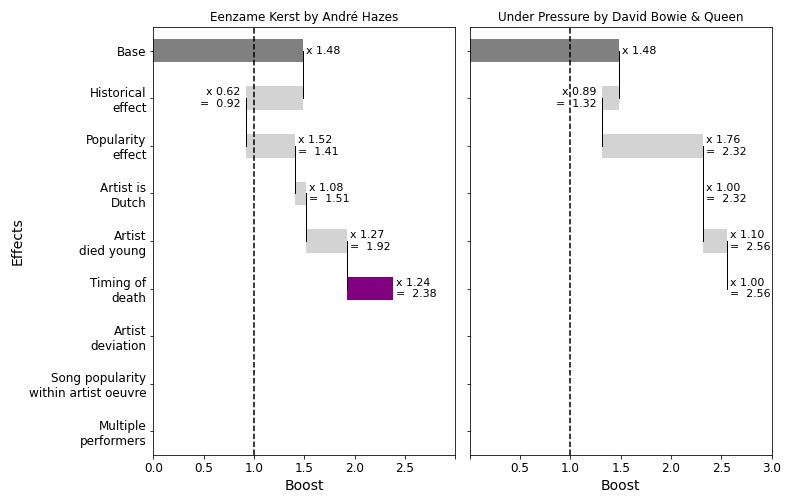 Eenzame Kerst by André Hazes
Under Pressure by David Bowie & Queen
Effects
Base
Historical
effect
Popularity
effect
Artist is
Dutch
Artist
died young
Timing of
death
Artist
deviation
Song popularity
within artist oeuvre
Multiple
performers
x 1.48
x 0.62
= 0.92
x 1.52
= 1.41
x 1.08
= 1.51
x 1.27
= 1.92
x 1.24
= 2.38
0.0 0.5 1.0 1.5 2.0 2.5
Boost
x 1.48
x 0.89
= 1.32
x 1.76
= 2.32
x 1.00
= 2.32
x 1.10
= 2.56
x 1.00
= 2.56
0.5 1.0 1.5 2.0 2.5 3.0
Boost